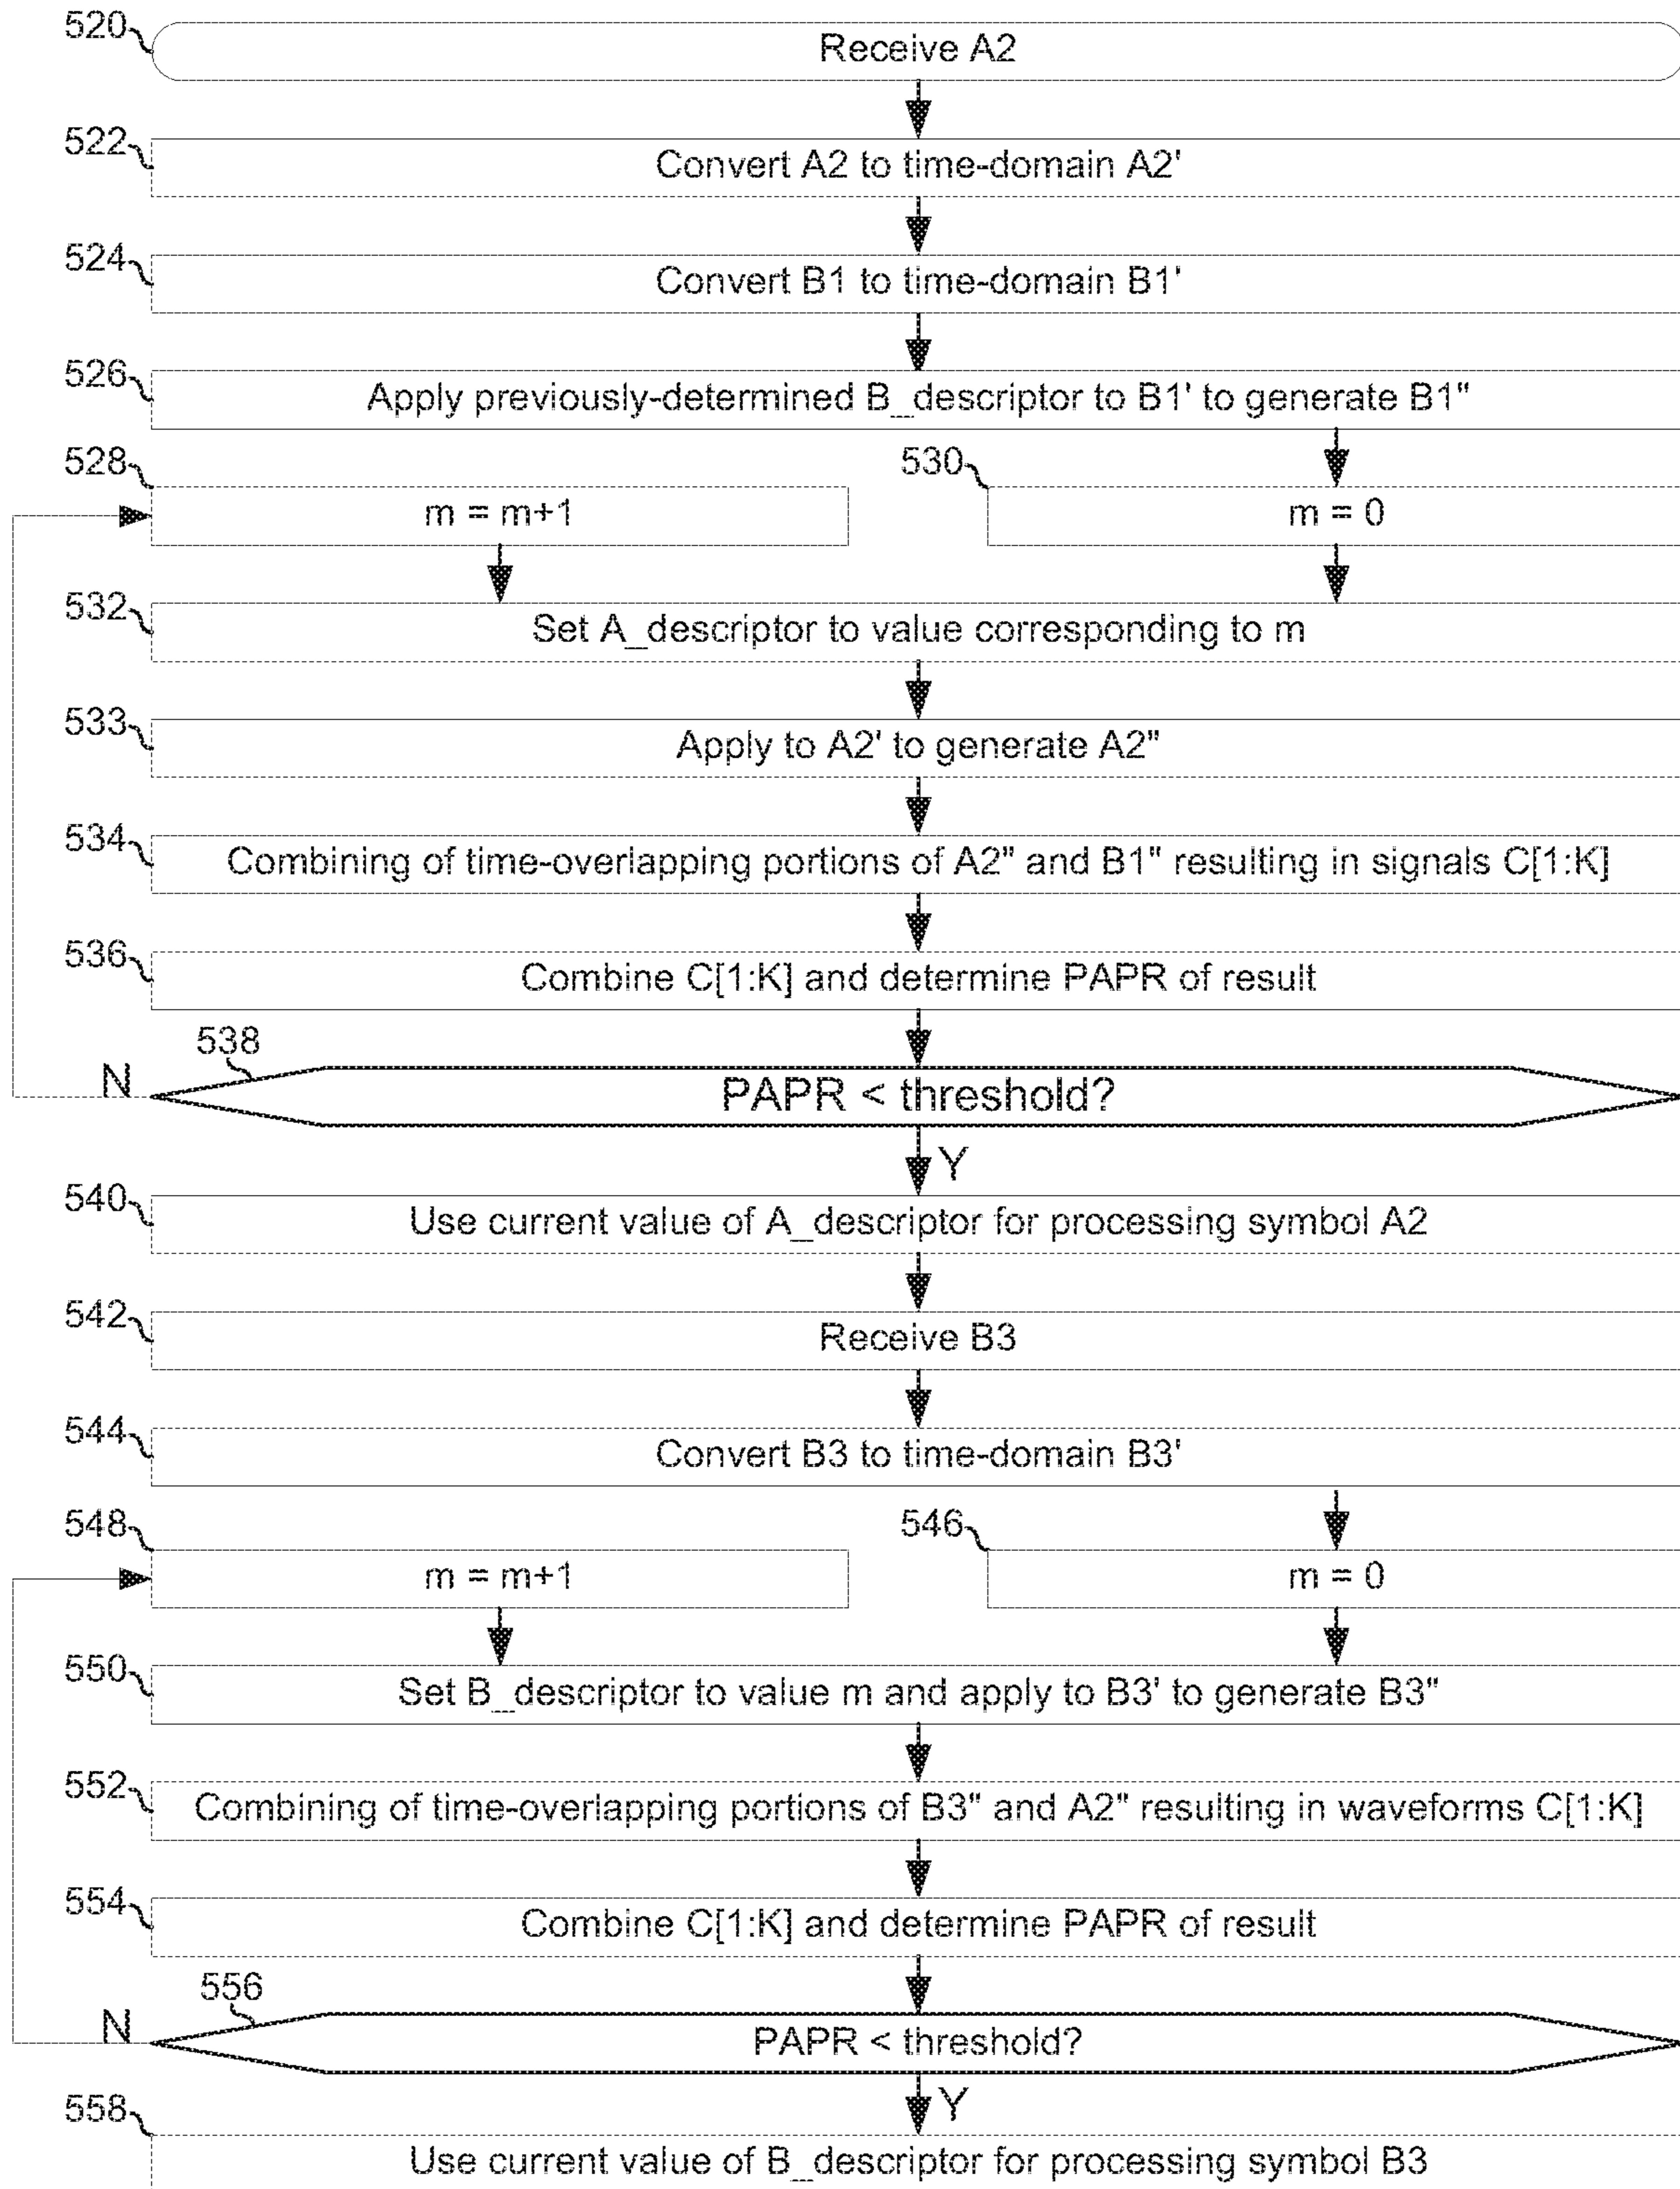 520
Receive A2
522
Convert A2 to time-domain A2'
524
Convert B1 to time-domain B1'
526
Apply previously-determined B_descriptor to B1' to generate B1"
528
m = m+1
530
m = 0
532
Set A_descriptor to value corresponding to m
533
Apply to A2' to generate A2"
534
Combining of time-overlapping portions of A2" and B1" resulting in signals C[1:K]
536
Combine C[1:K] and determine PAPR of result
538
N
PAPR < threshold?
Y
540
Use current value of A_descriptor for processing symbol A2
542
Receive B3
544
Convert B3 to time-domain B3'
548
m = m+1
546
m = 0
550
Set B_descriptor to value m and apply to B3' to generate B3"
552
Combining of time-overlapping portions of B3" and A2" resulting in waveforms C[1:K]
554
Combine C[1:K] and determine PAPR of result
556
N
PAPR < threshold?
Y
558
Use current value of B_descriptor for processing symbol B3